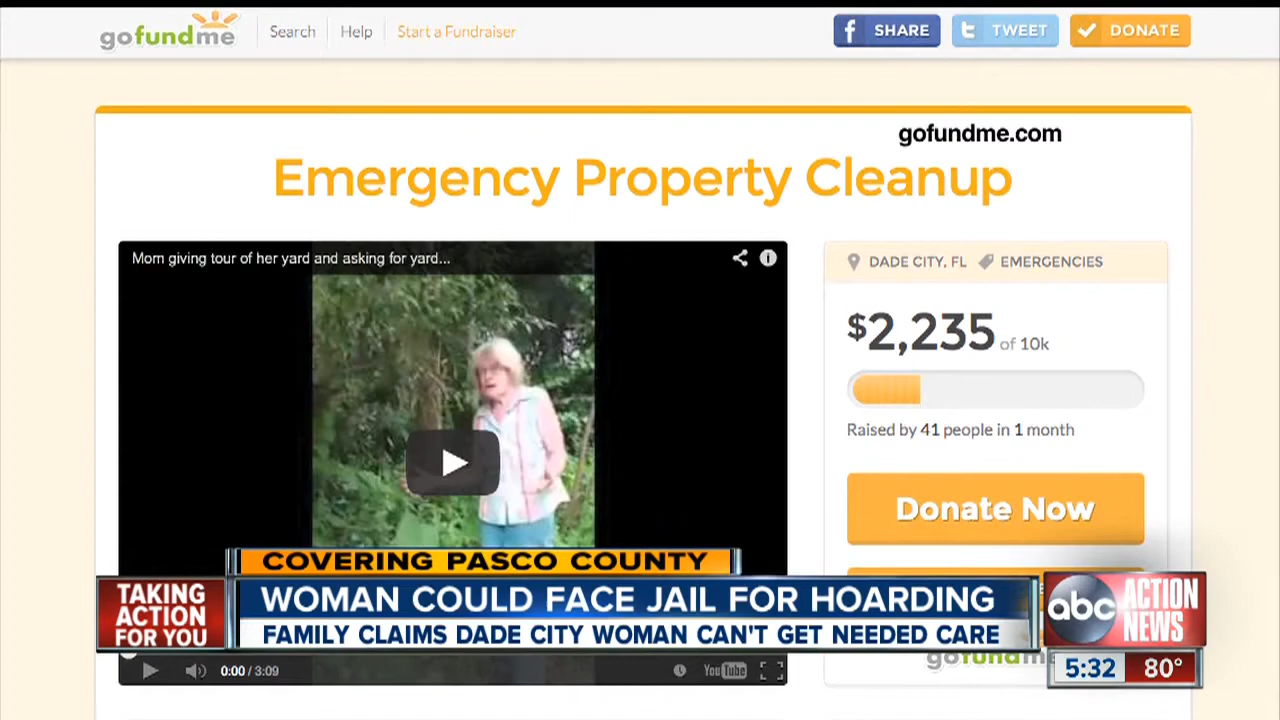 gofundme
Search
Help
Start a Fundraiser
SHARE
TWEET
DONATE
gofundme.com
Emergency Property Cleanup
Mom giving tour of her yard and asking for yard...
DADE CITY, FL
EMERGENCIES
$2,235 of 10k
Raised by 41 people in 1 month
Donate Now
COVERING PASCO COUNTY
TAKING
ACTION
FOR YOU
WOMAN COULD FACE JAIL FOR HOARDING
FAMILY CLAIMS DADE CITY WOMAN CAN'T GET NEEDED CARE
abc
ACTION
NEWS
0:00 / 3:09
YouTube
gofundme
5:32
80°